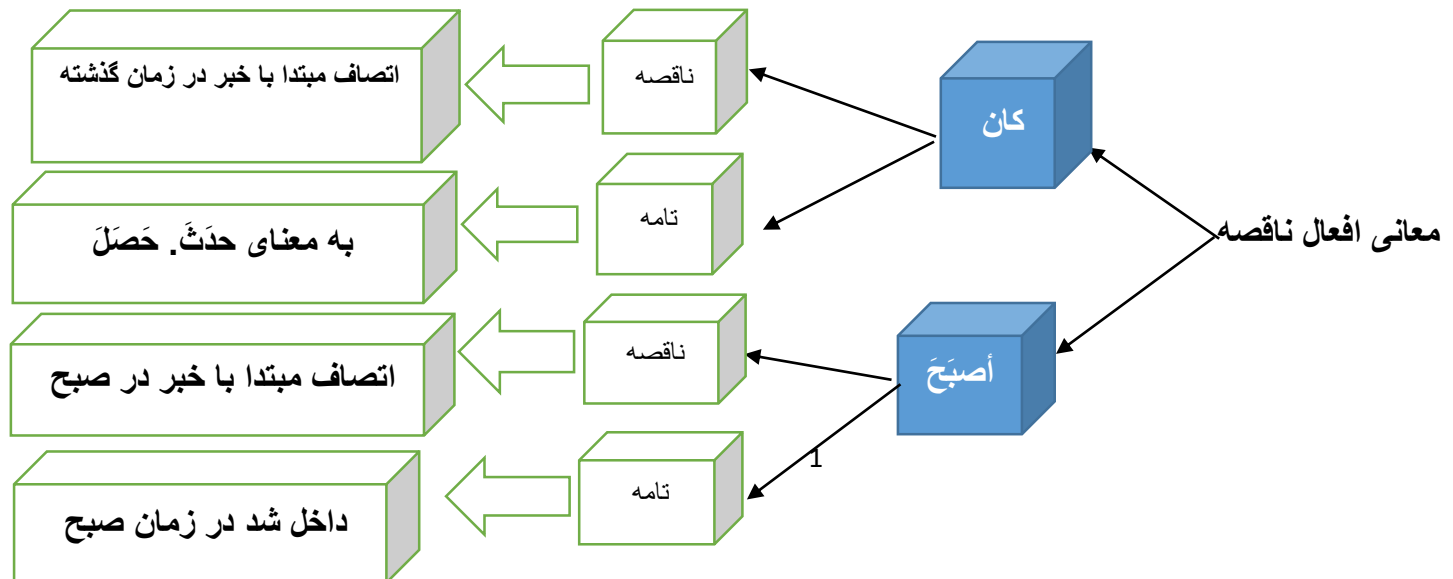 معانی افعال ناقصه
کان
ناقصه
اتصاف مبتدا با خبر در زمان گذشته
تامه
به معنای حدَثَ. حَصَلَ
أصبَحَ
ناقصه
اتصاف مبتدا با خبر در صبح
تامه
داخل شد در زمان صبح
1